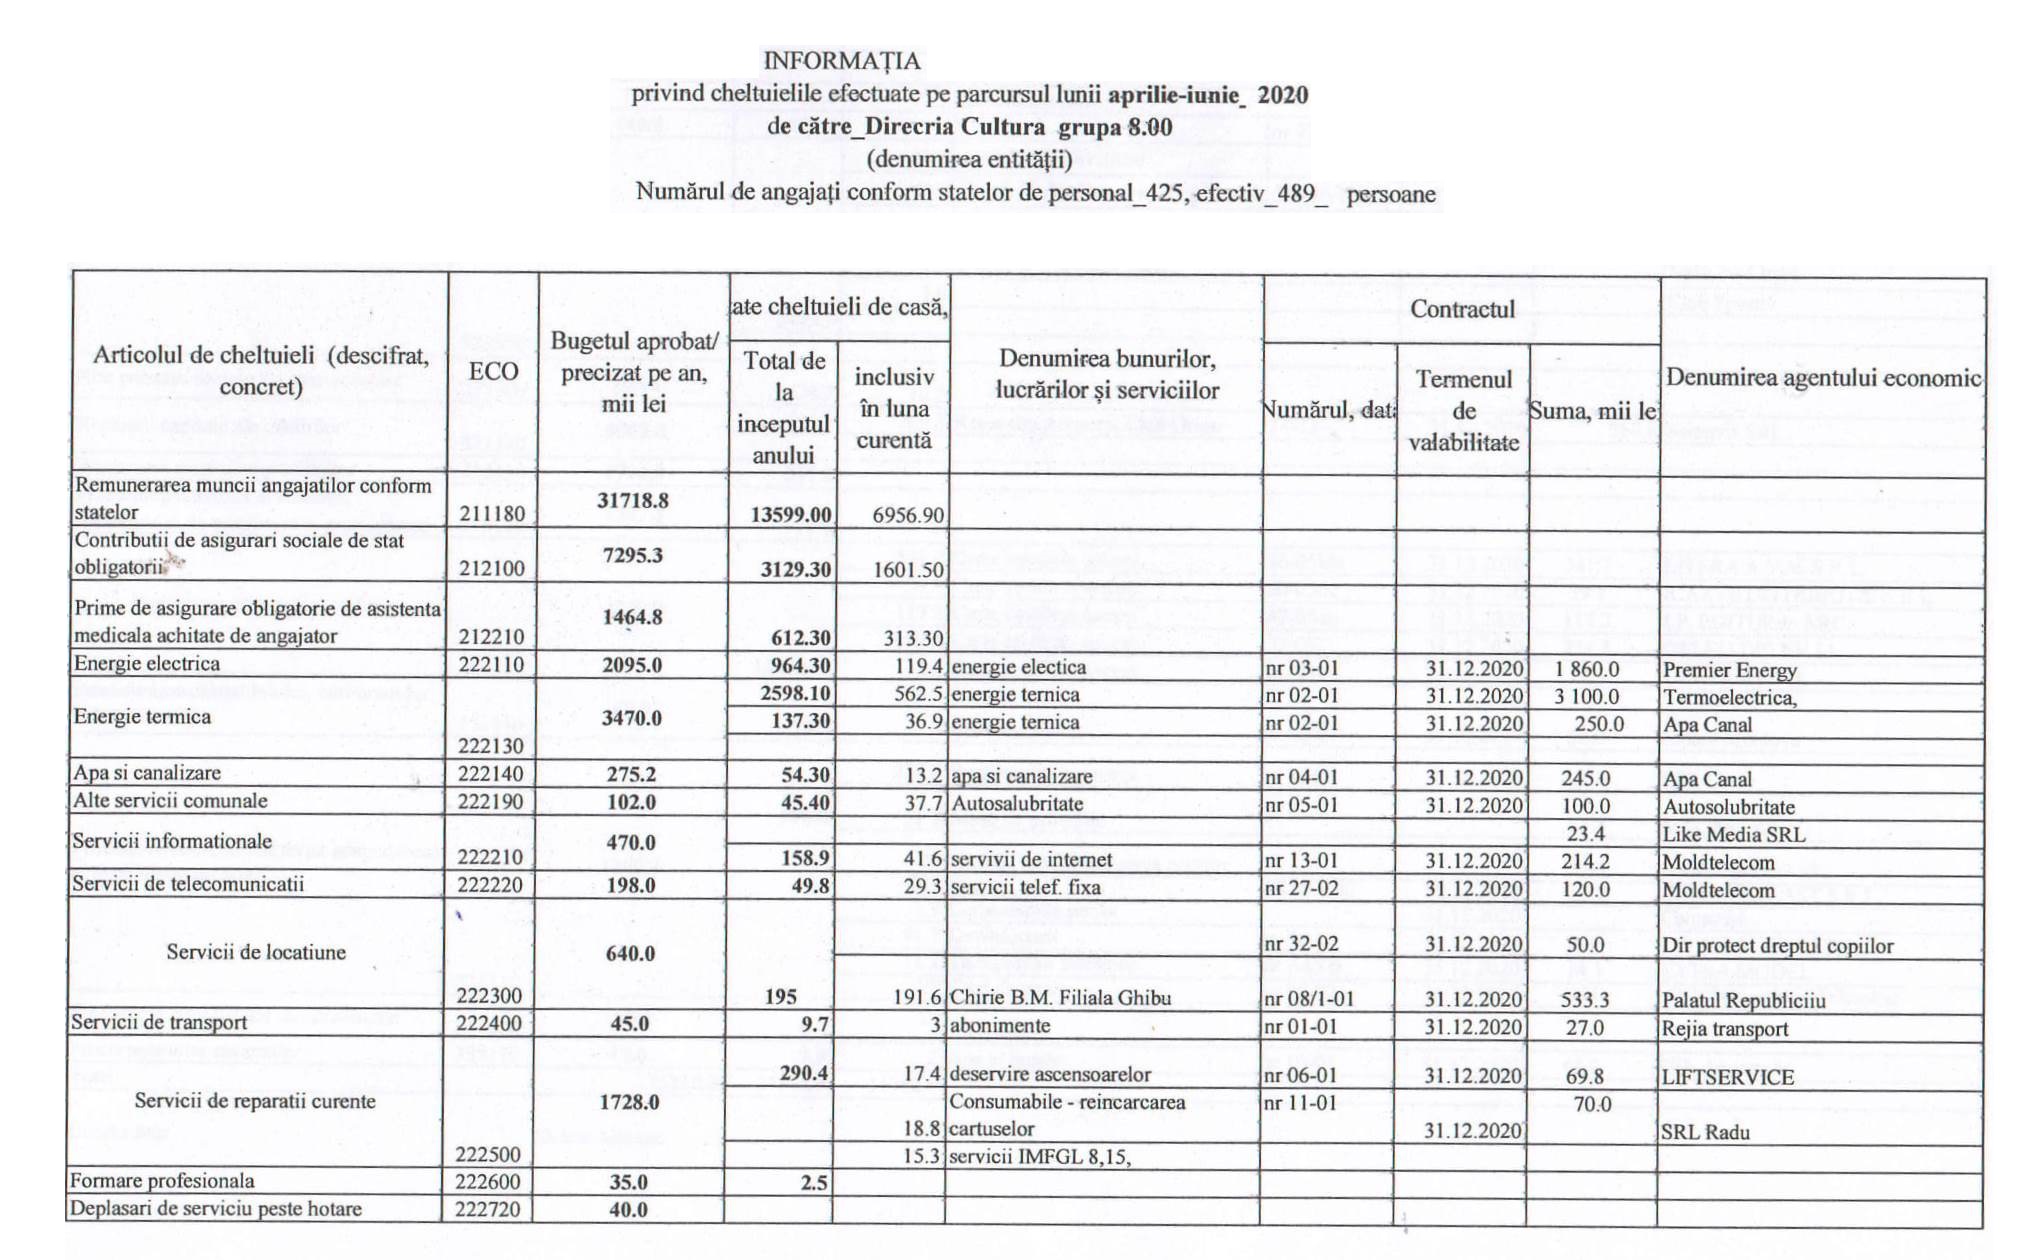 INFORMAȚIA
privind cheltuielile efectuate pe parcursul lunii aprilie-iunie_ 2020
de către_Direcria Cultura grupa 8.00
(denumirea entității)
Numărul de angajați conform statelor de personal_425, efectiv_489_ persoane
Articolul de cheltuieli (descifrat, concret) ECO Bugetul aprobat/ precizat pe an, mii lei ate cheltuieli de casă, Denumirea bunurilor, lucrărilor și serviciilor Contractul Denumirea agentului economic
Total de la inceputul anului inclusiv în luna curentă Numărul, data Termenul de valabilitate Suma, mii le
Remunerarea muncii angajatilor conform statelor 211180 31718.8 13599.00 6956.90
Contributii de asigurari sociale de stat obligatorii 212100 7295.3 3129.30 1601.50
Prime de asigurare obligatorie de asistenta medicala achitate de angajator 212210 1464.8 612.30 313.30
Energie electrica 222110 2095.0 964.30 119.4 energie electica nr 03-01 31.12.2020 1 860.0 Premier Energy
Energie termica 222130 3470.0 2598.10 562.5 energie ternica nr 02-01 31.12.2020 3 100.0 Termoelectrica,
137.30 36.9 energie ternica nr 02-01 31.12.2020 250.0 Apa Canal
Apa si canalizare 222140 275.2 54.30 13.2 apa si canalizare nr 04-01 31.12.2020 245.0 Apa Canal
Alte servicii comunale 222190 102.0 45.40 37.7 Autosalubritate nr 05-01 31.12.2020 100.0 Autosolubritate
Servicii informationale 222210 470.0 23.4 Like Media SRL
158.9 41.6 servivii de internet nr 13-01 31.12.2020 214.2 Moldtelecom
Servicii de telecomunicatii 222220 198.0 49.8 29.3 servicii telef. fixa nr 27-02 31.12.2020 120.0 Moldtelecom
Servicii de locatiune 222300 640.0 nr 32-02 31.12.2020 50.0 Dir protect dreptul copiilor
195 191.6 Chirie B.M. Filiala Ghibu nr 08/1-01 31.12.2020 533.3 Palatul Republiciiu
Servicii de transport 222400 45.0 9.7 3 abonimente nr 01-01 31.12.2020 27.0 Rejia transport
Servicii de reparatii curente 222500 1728.0 290.4 17.4 deservire ascensoarelor nr 06-01 31.12.2020 69.8 LIFTSERVICE
18.8 Consumabile - reincarcarea cartuselor nr 11-01 31.12.2020 70.0 SRL Radu
15.3 servicii IMFGL 8,15,
Formare profesionala 222600 35.0 2.5
Deplasari de serviciu peste hotare 222720 40.0